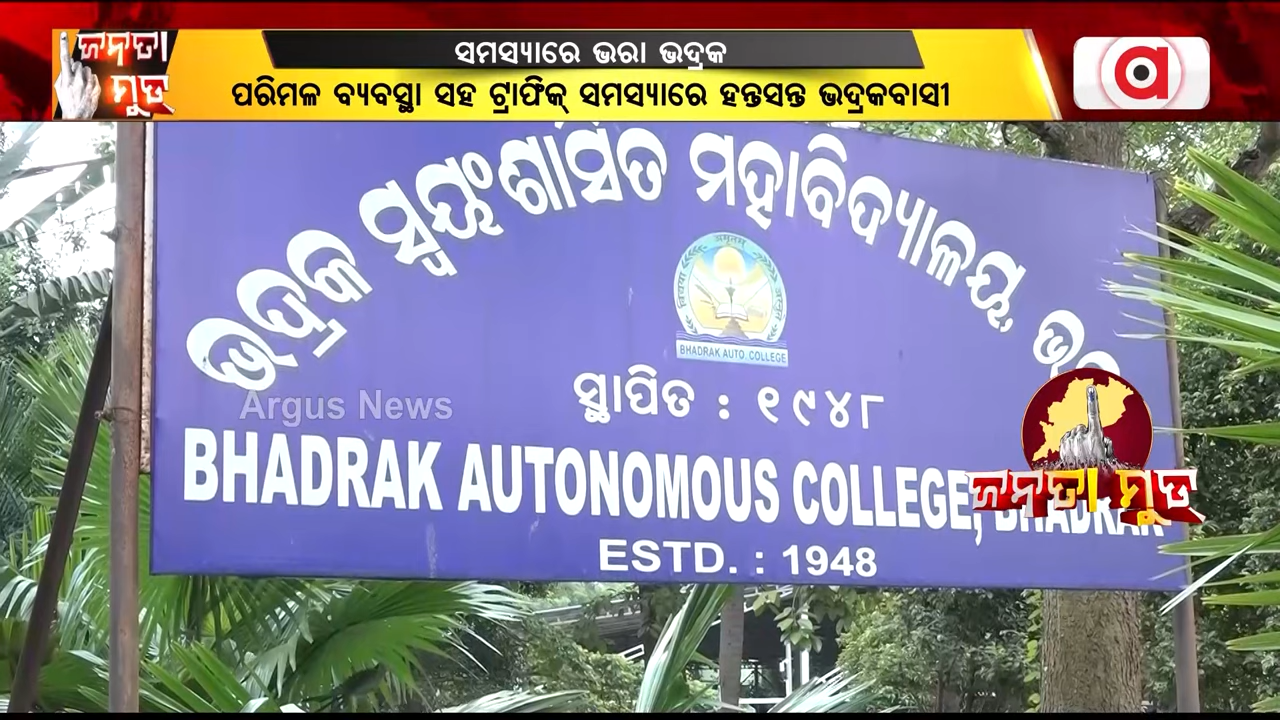 ଜନତା ମୁଡ୍
ସମସ୍ୟାରେ ଭରା ଭଦ୍ରକ
ପରିମଳ ବ୍ୟବସ୍ଥା ସହ ଟ୍ରାଫିକ୍ ସମସ୍ୟାରେ ହନ୍ତସନ୍ତ ଭଦ୍ରକବାସୀ
a
ଭଦ୍ରକ ସ୍ୱୟଂଶାସିତ ମହାବିଦ୍ୟାଳୟ,
BHADRAK AUTO. COLLEGE
ସ୍ଥାପିତ : ୧୯୪୮
Argus News
BHADRAK AUTONOMOUS COLLEGE, BHADRAK
ESTD. : 1948
ଜନତା ମୁଡ୍